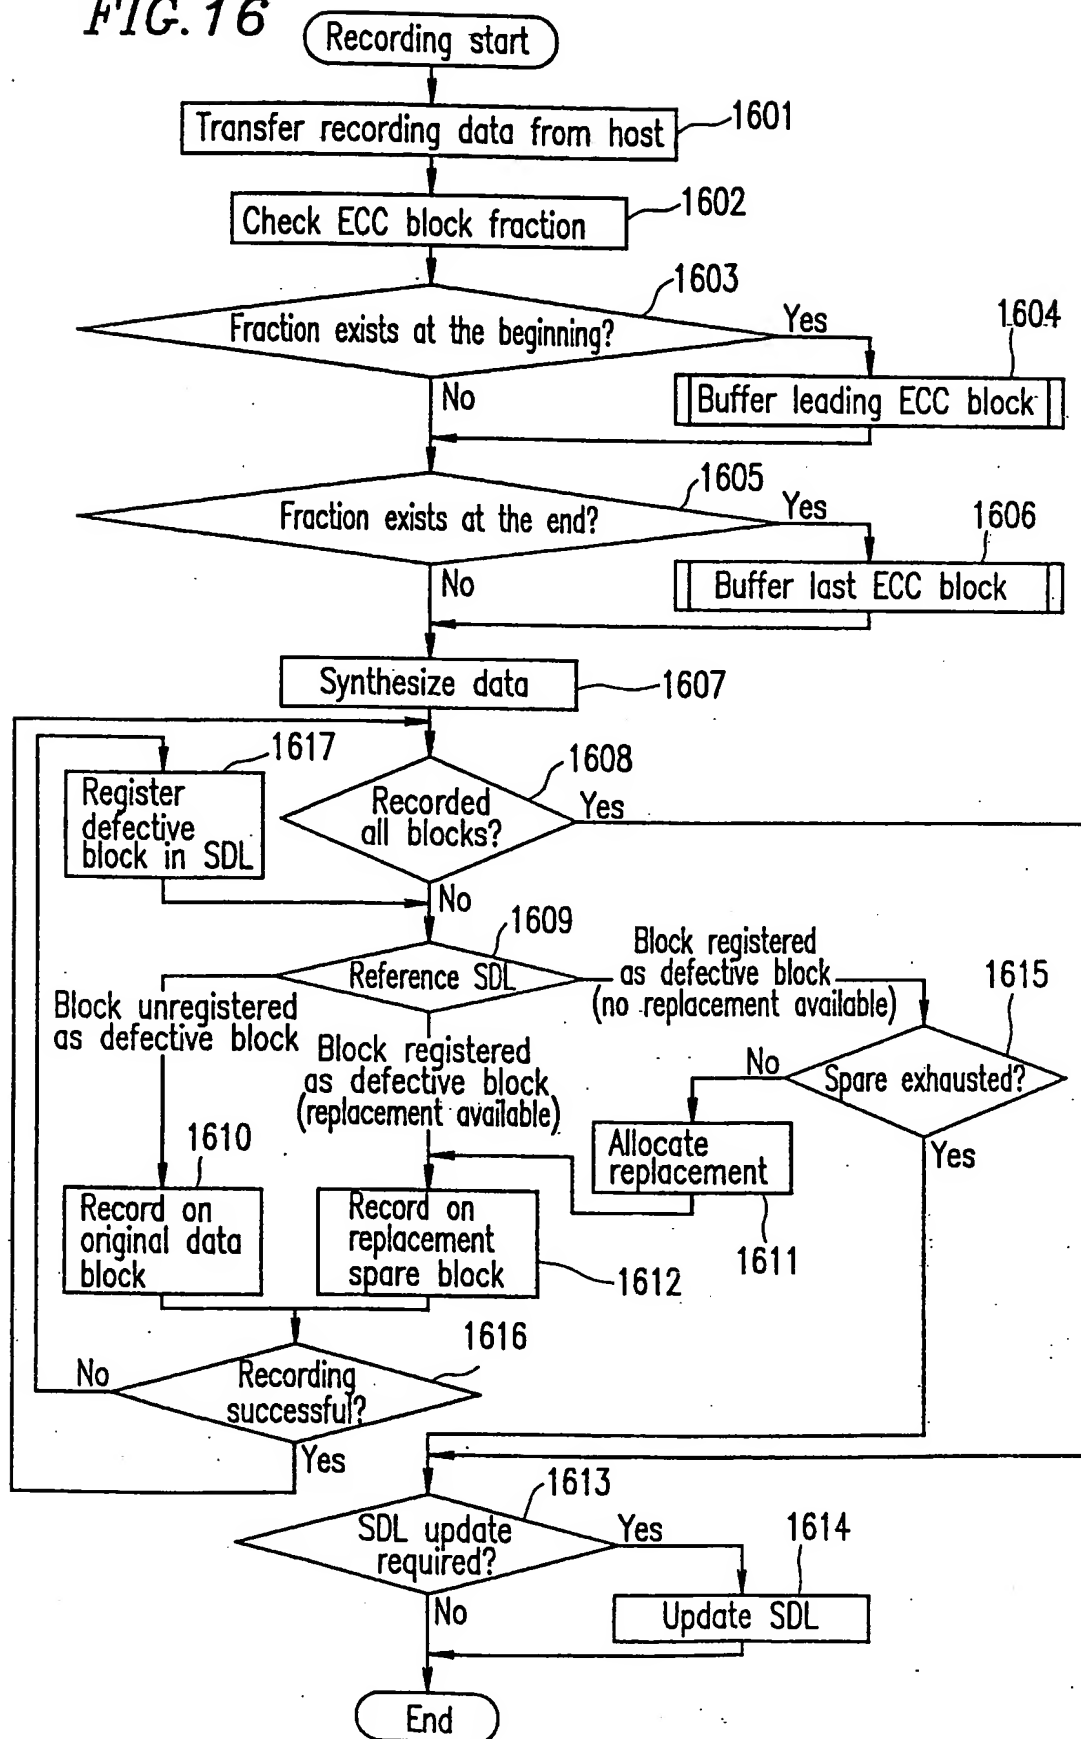 FIG. 16
Recording start
Transfer recording data from host
1601
Check ECC block fraction
1602
1603
Fraction exists at the beginning?
Yes
1604
No
Buffer leading ECC block
1605
Fraction exists at the end?
Yes
1606
No
Buffer last ECC block
Synthesize data
1607
1617
Register
defective
block in SDL
1608
Recorded
all blocks?
Yes
No
1609
Reference SDL
Block registered
as defective block
(no replacement available)
1615
Block unregistered
as defective block
Block registered
as defective block
(replacement available)
No
Spare exhausted?
Yes
Allocate
replacement
1611
1610
Record on
original data
block
Record on
replacement
spare block
1612
1616
No
Recording
successful?
Yes
1613
SDL update
required?
Yes
1614
No
Update SDL
End